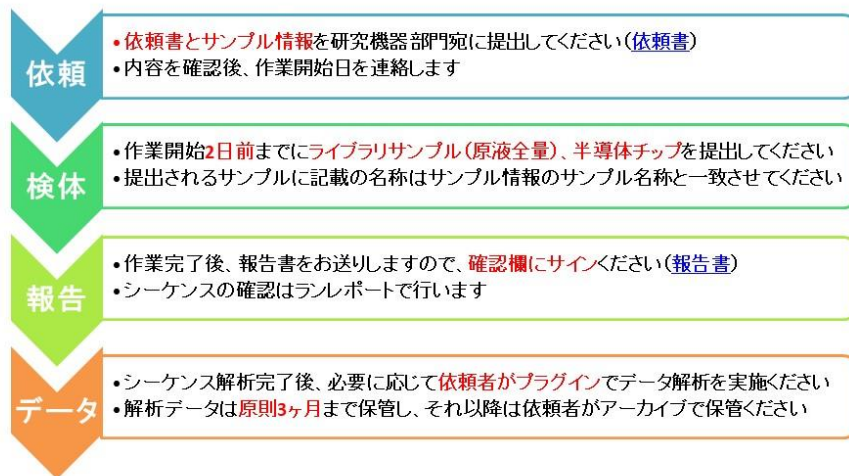 依頼
•依頼書とサンプル情報を研究機器部門宛に提出してください(依頼書)
•内容を確認後、作業開始日を連絡します
検体
•作業開始2日前までにライブラリサンプル(原液全量)、半導体チップを提出してください
•提出されるサンプルに記載の名称はサンプル情報のサンプル名称と一致させてください
報告
•作業完了後、報告書をお送りしますので、確認欄にサインください(報告書)
•シーケンスの確認はランレポートで行います
データ
•シーケンス解析完了後、必要に応じて依頼者がプラグインでデータ解析を実施ください
•解析データは原則3ヶ月まで保管し、それ以降は依頼者がアーカイブで保管ください